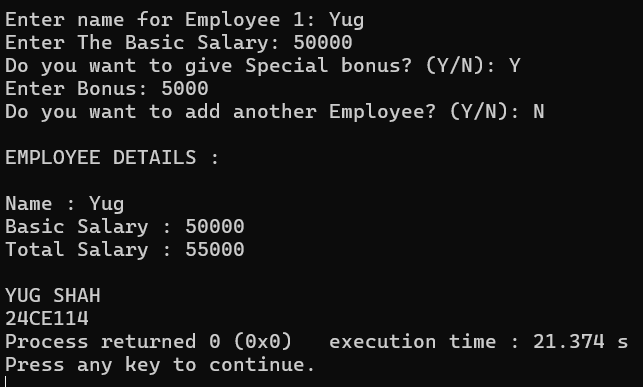 Enter name for Employee 1: Yug
Enter The Basic Salary: 50000
Do you want to give Special bonus? (Y/N): Y
Enter Bonus: 5000
Do you want to add another Employee? (Y/N): N
EMPLOYEE DETAILS :
Name : Yug
Basic Salary : 50000
Total Salary : 55000
YUG SHAH
24CE114
Process returned 0 (0x0)   execution time : 21.374 s
Press any key to continue.